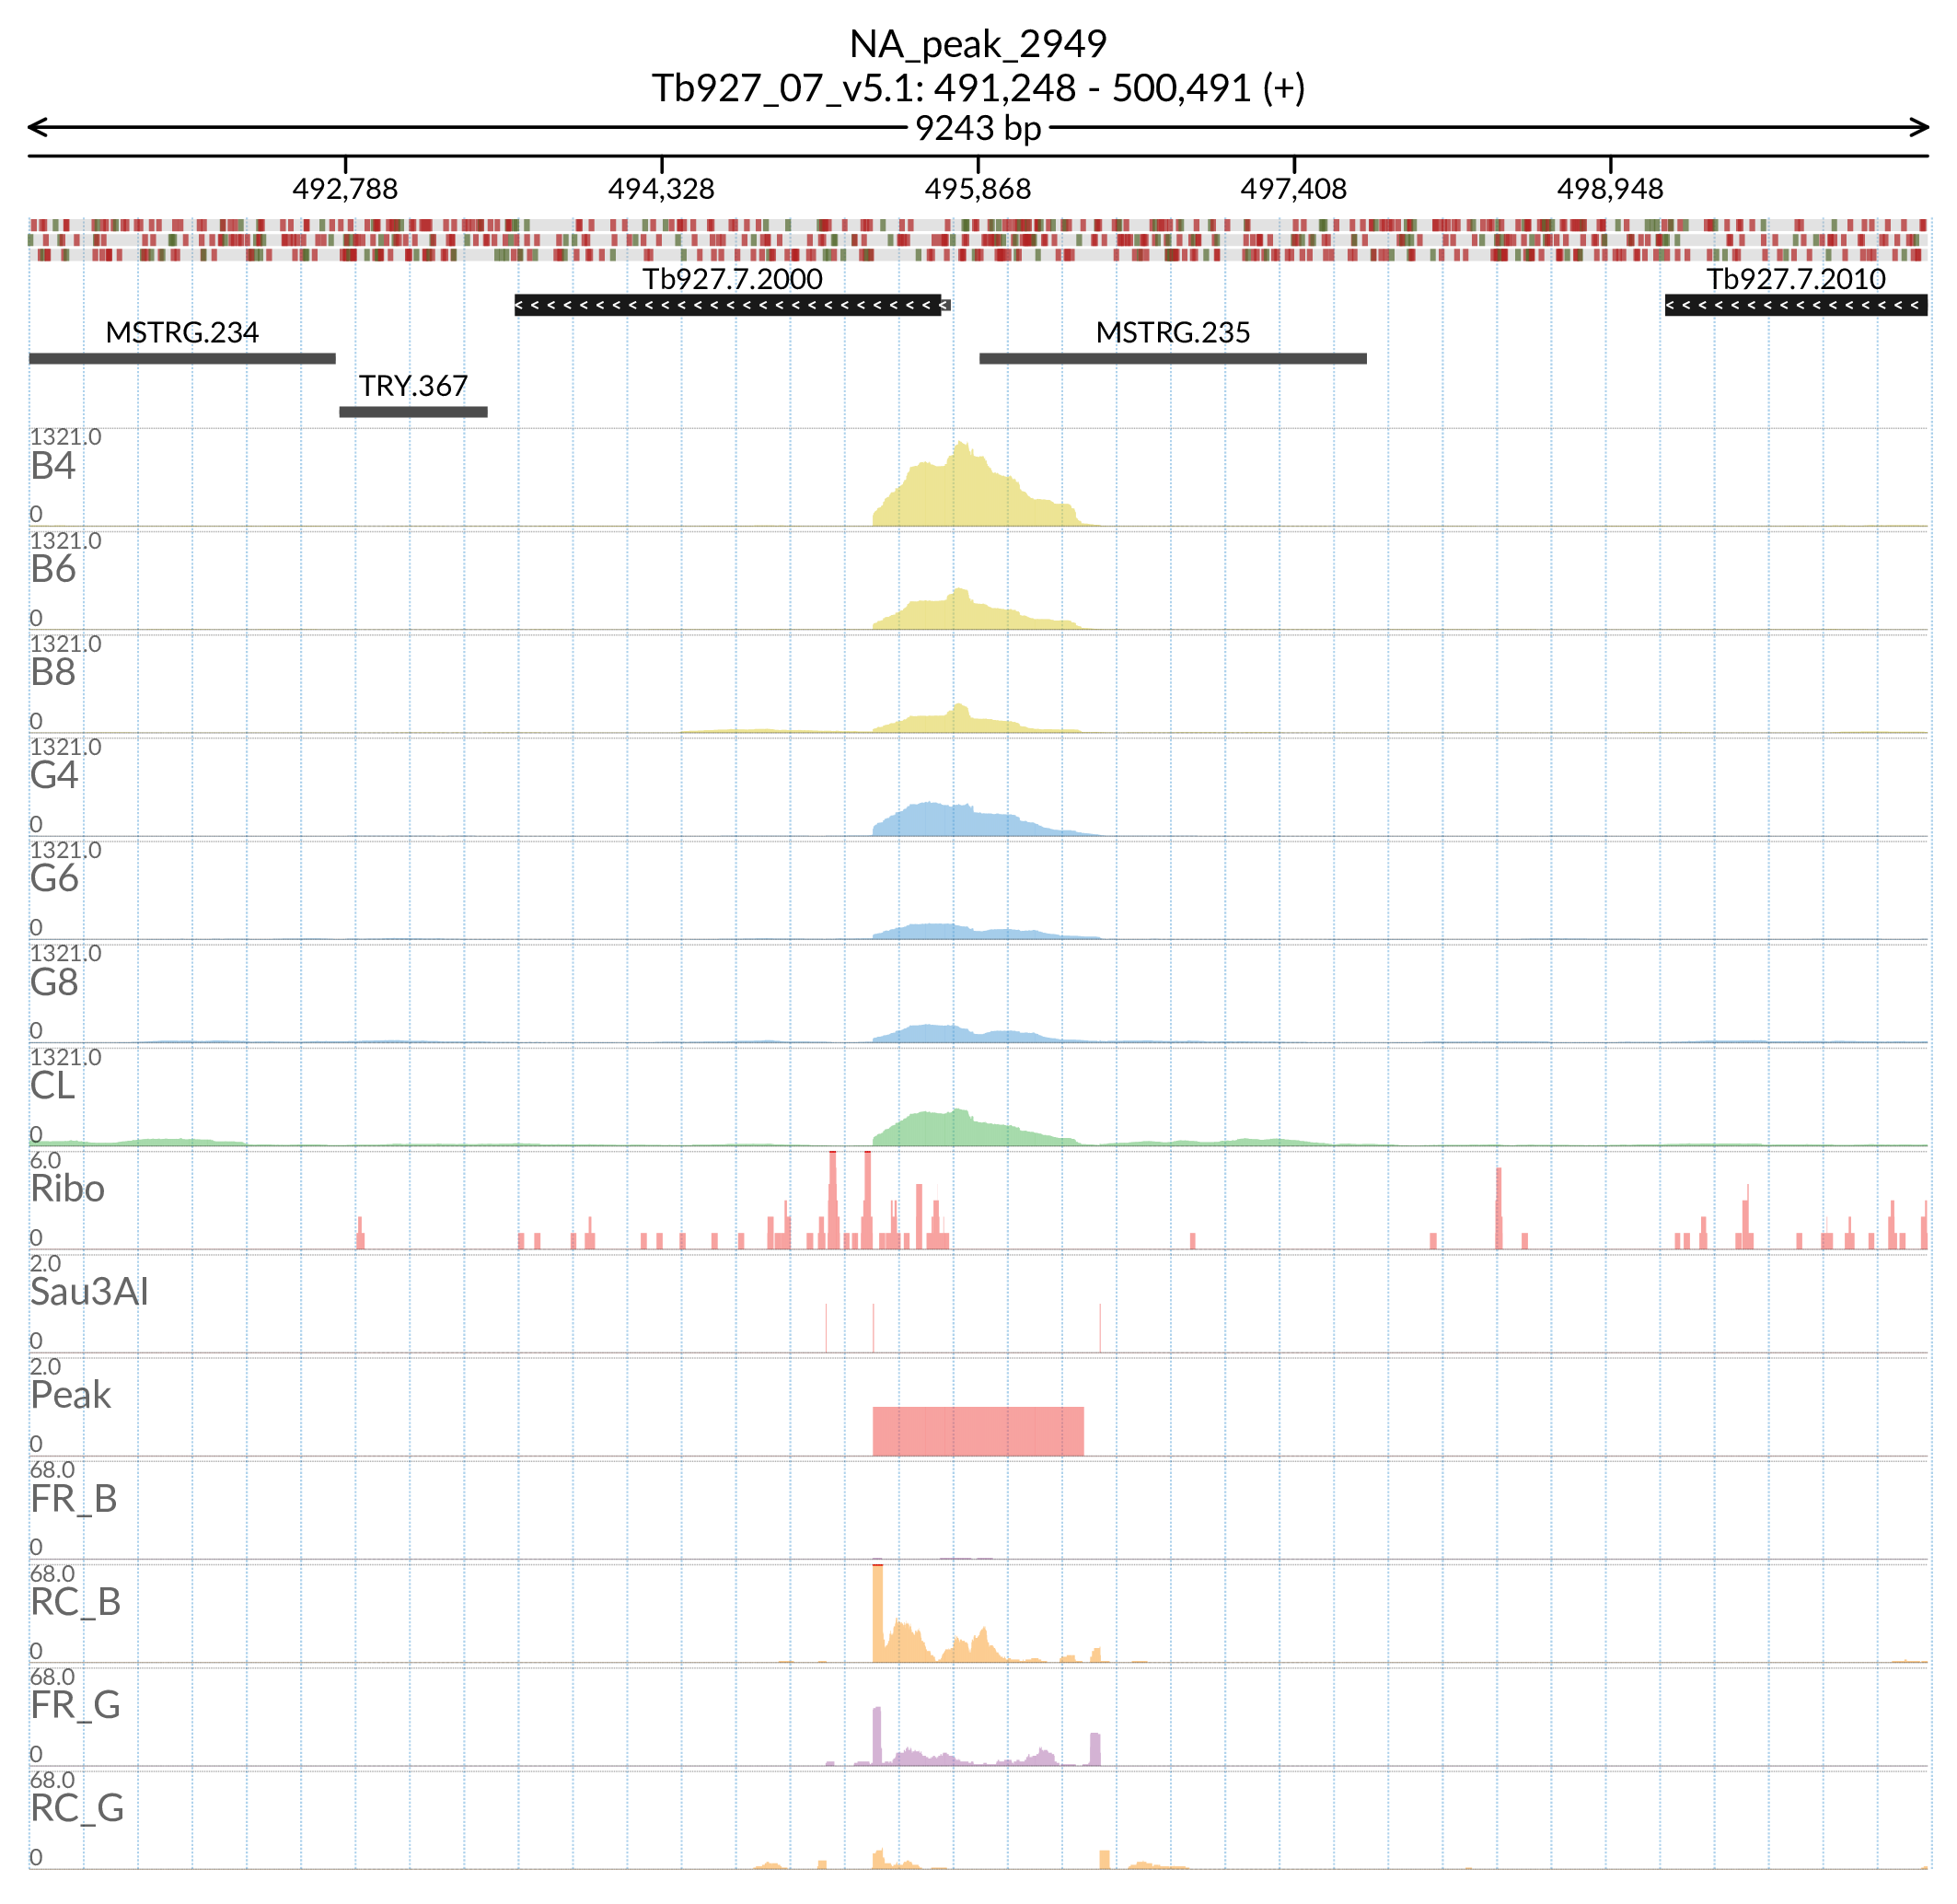 NA_peak_2949
Tb927_07_v5.1: 491,248 - 500,491 (+)
9243 bp
492,788 494,328 495,868 497,408 498,948
Tb927.7.2000 Tb927.7.2010
MSTRG.234 MSTRG.235
TRY.367
1321.0
B4
0
1321.0
B6
0
1321.0
B8
0
1321.0
G4
0
1321.0
G6
0
1321.0
G8
0
1321.0
CL
0
6.0
Ribo
0
2.0
Sau3AI
0
2.0
Peak
0
68.0
FR_B
0
68.0
RC_B
0
68.0
FR_G
0
68.0
RC_G
0